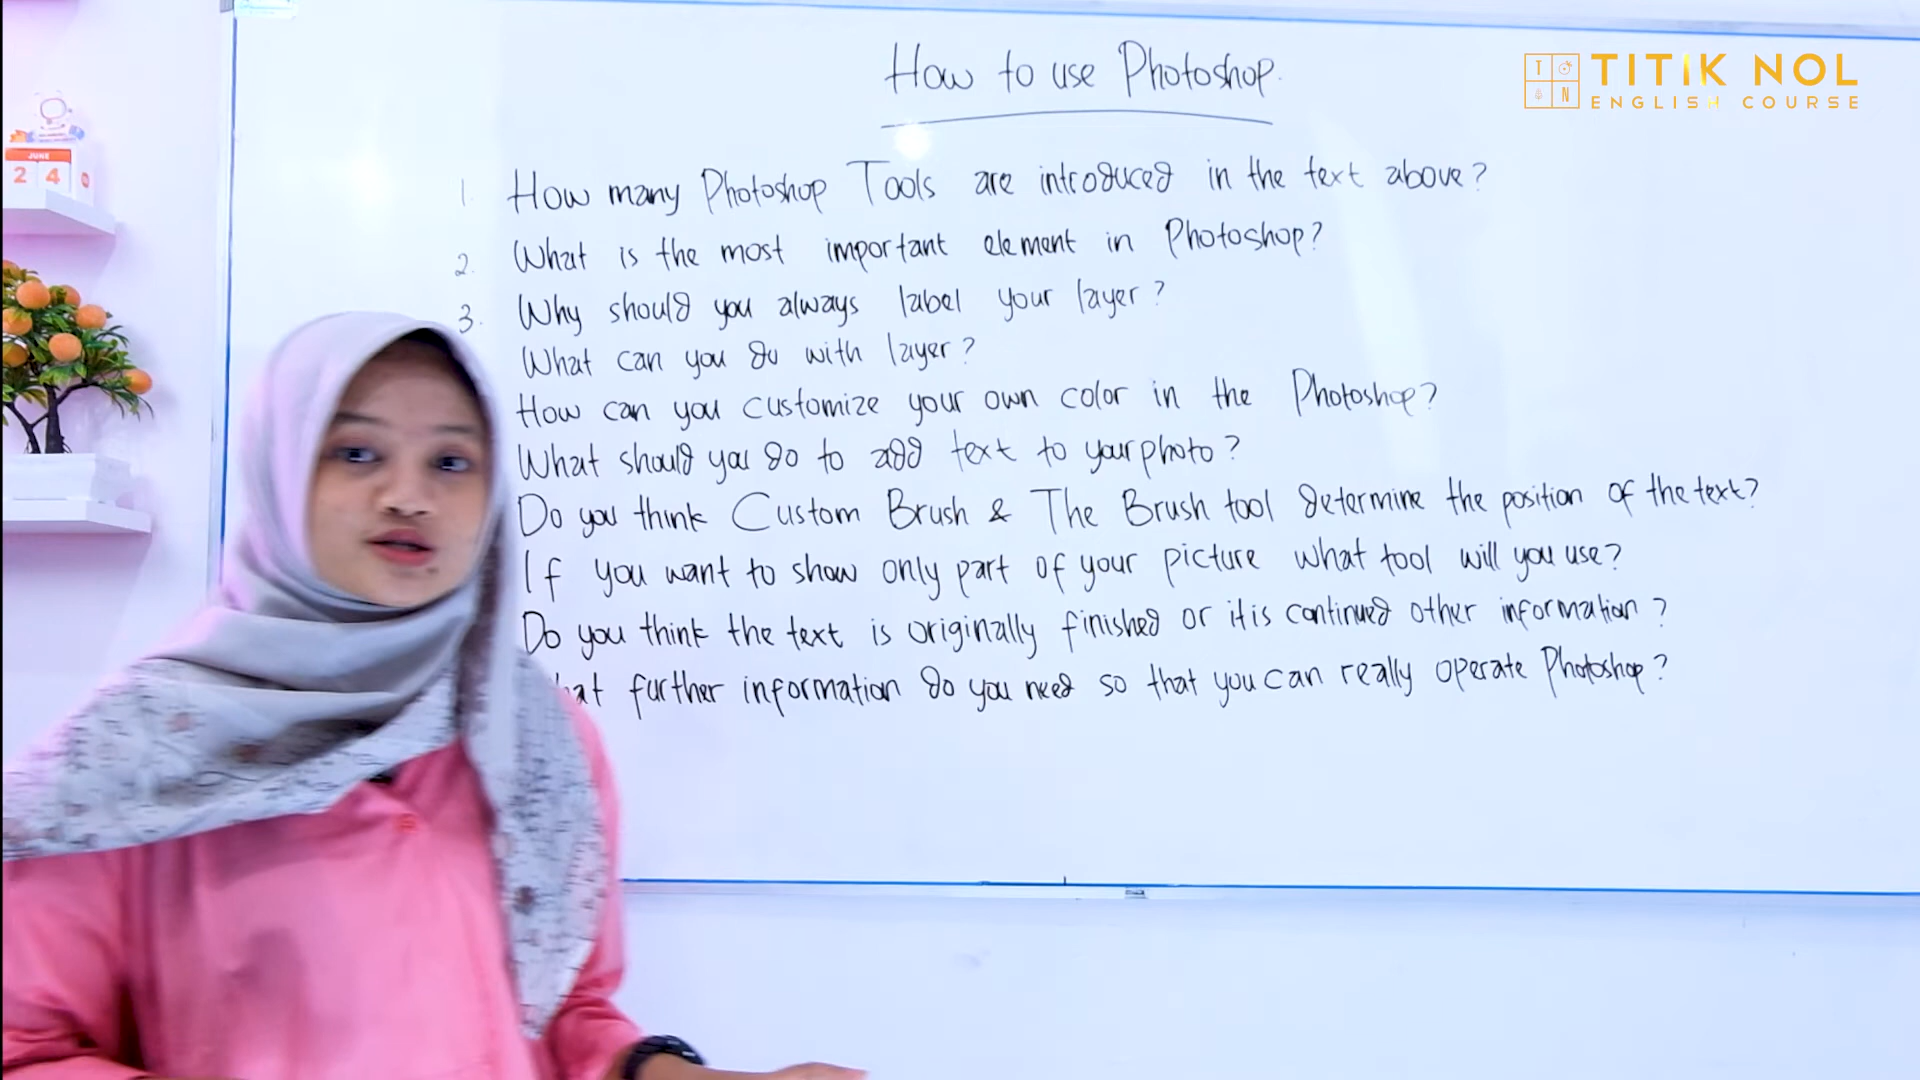 How to use Photoshop.
TITIK NOL
ENGLISH COURSE
T
N
JUNE
2 4
1. How many Photoshop Tools are introduced in the text above?
2. What is the most important element in Photoshop?
3. Why should you always label your layer?
What can you do with layer?
How can you customize your own color in the Photoshop?
What should you do to add text to your photo?
Do you think Custom Brush & The Brush tool determine the position of the text?
If you want to show only part of your picture what tool will you use?
Do you think the text is originally finished or it is continued other information?
further information do you need so that you can really operate Photoshop?